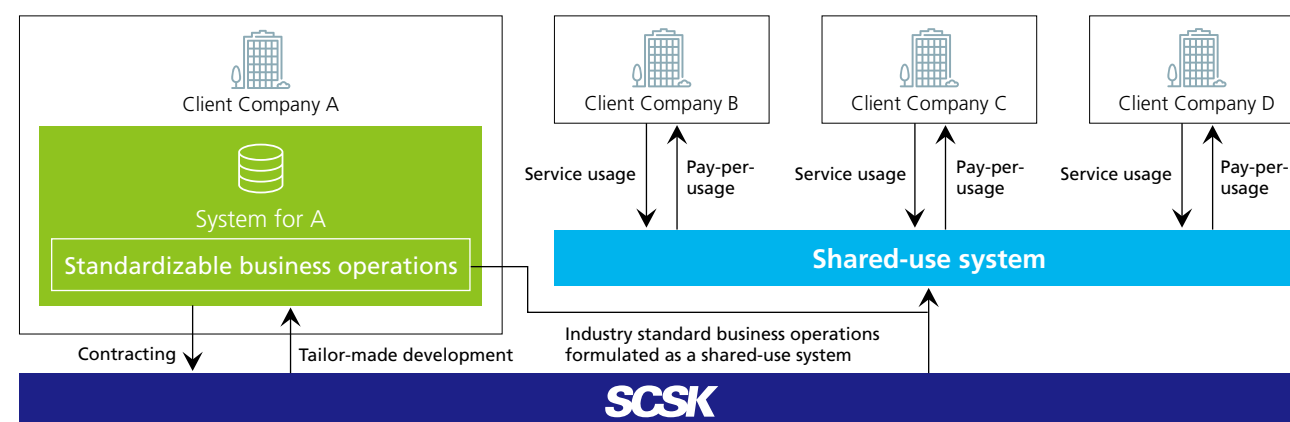 Client Company A
System for A
Standardizable business operations
Contracting
Tailor-made development
Client Company B
Client Company C
Client Company D
Service usage
Pay-per-
usage
Service usage
Pay-per-
usage
Service usage
Pay-per-
usage
Shared-use system
Industry standard business operations
formulated as a shared-use system
SCSK